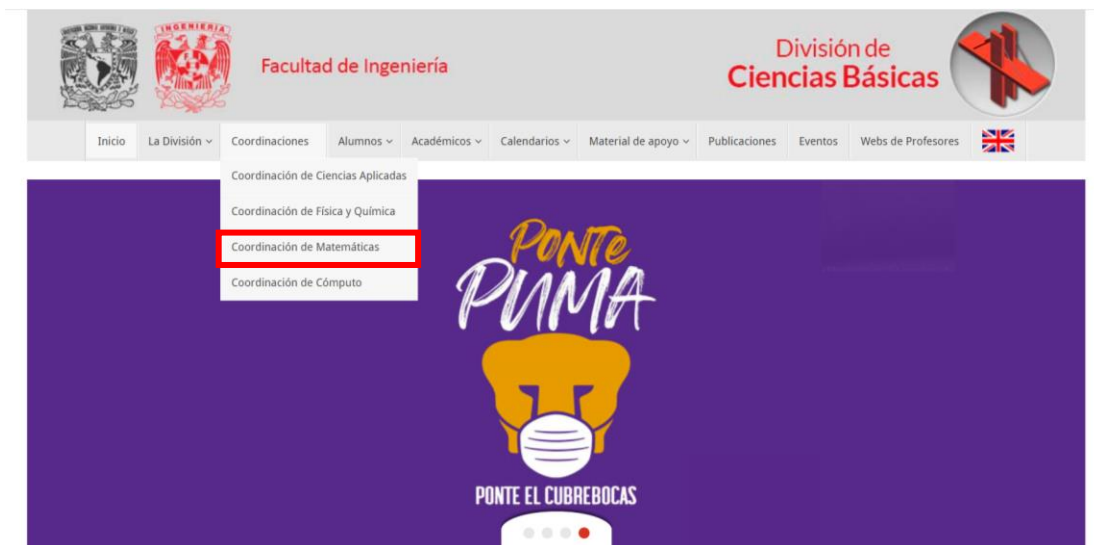 INGENIERIA
Facultad de Ingeniería
División de
Ciencias Básicas
Inicio La División Coordinaciones Alumnos Académicos Calendarios Material de apoyo Publicaciones Eventos Webs de Profesores
Coordinación de Ciencias Aplicadas
Coordinación de Física y Química
Coordinación de Matemáticas
Coordinación de Cómputo
PONTE
PUMA
PONTE EL CUBREBOCAS